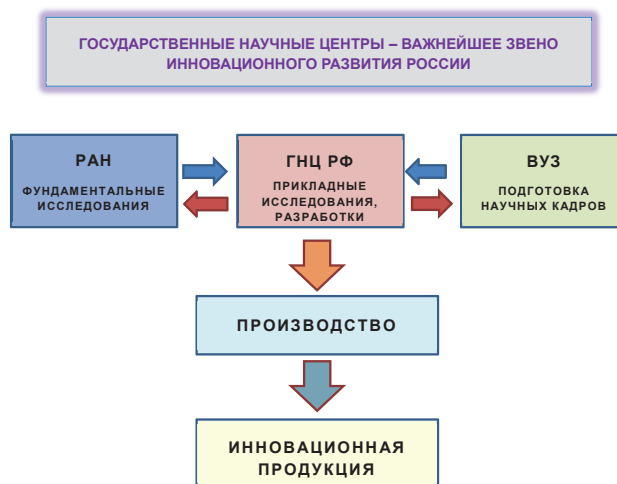 ГОСУДАРСТВЕННЫЕ НАУЧНЫЕ ЦЕНТРЫ – ВАЖНЕЙШЕЕ ЗВЕНО
ИННОВАЦИОННОГО РАЗВИТИЯ РОССИИ
РАН
ФУНДАМЕНТАЛЬНЫЕ
ИССЛЕДОВАНИЯ
ГНЦ РФ
ПРИКЛАДНЫЕ
ИССЛЕДОВАНИЯ,
РАЗРАБОТКИ
ВУЗ
ПОДГОТОВКА
НАУЧНЫХ КАДРОВ
ПРОИЗВОДСТВО
ИННОВАЦИОННАЯ
ПРОДУКЦИЯ